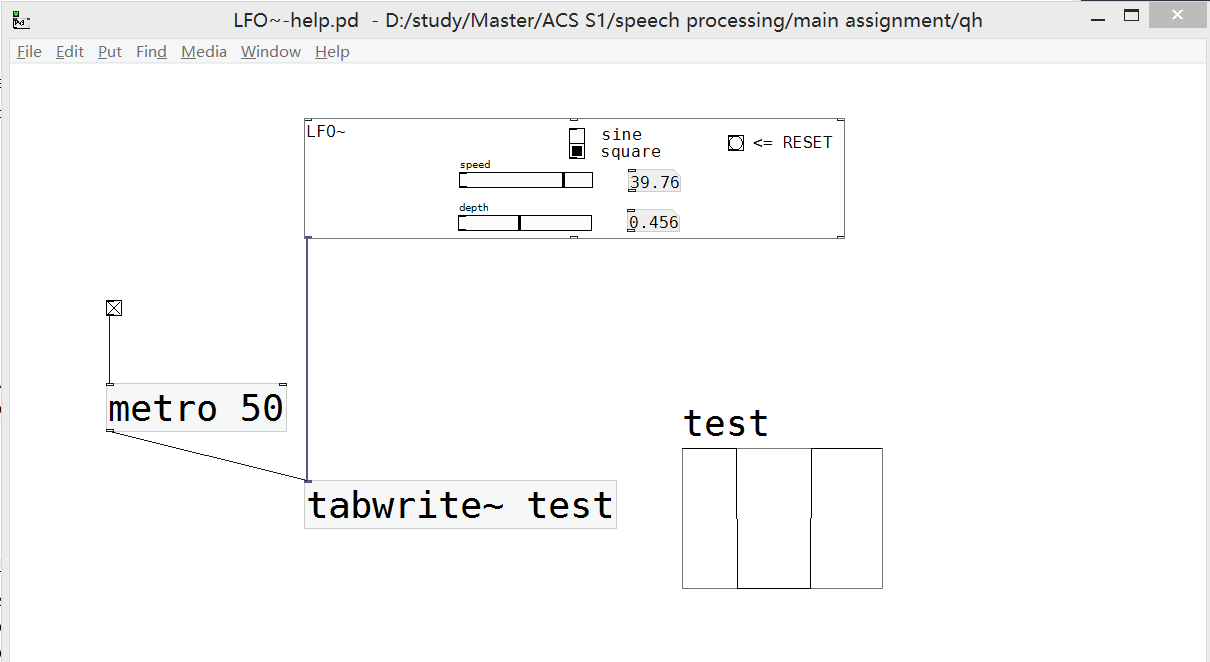 LFO~-help.pd - D:/study/Master/ACS S1/speech processing/main assignment/qh
File Edit Put Find Media Window Help
LFO~
sine
square
<= RESET
speed
39.76
depth
0.456
metro 50
test
tabwrite~ test